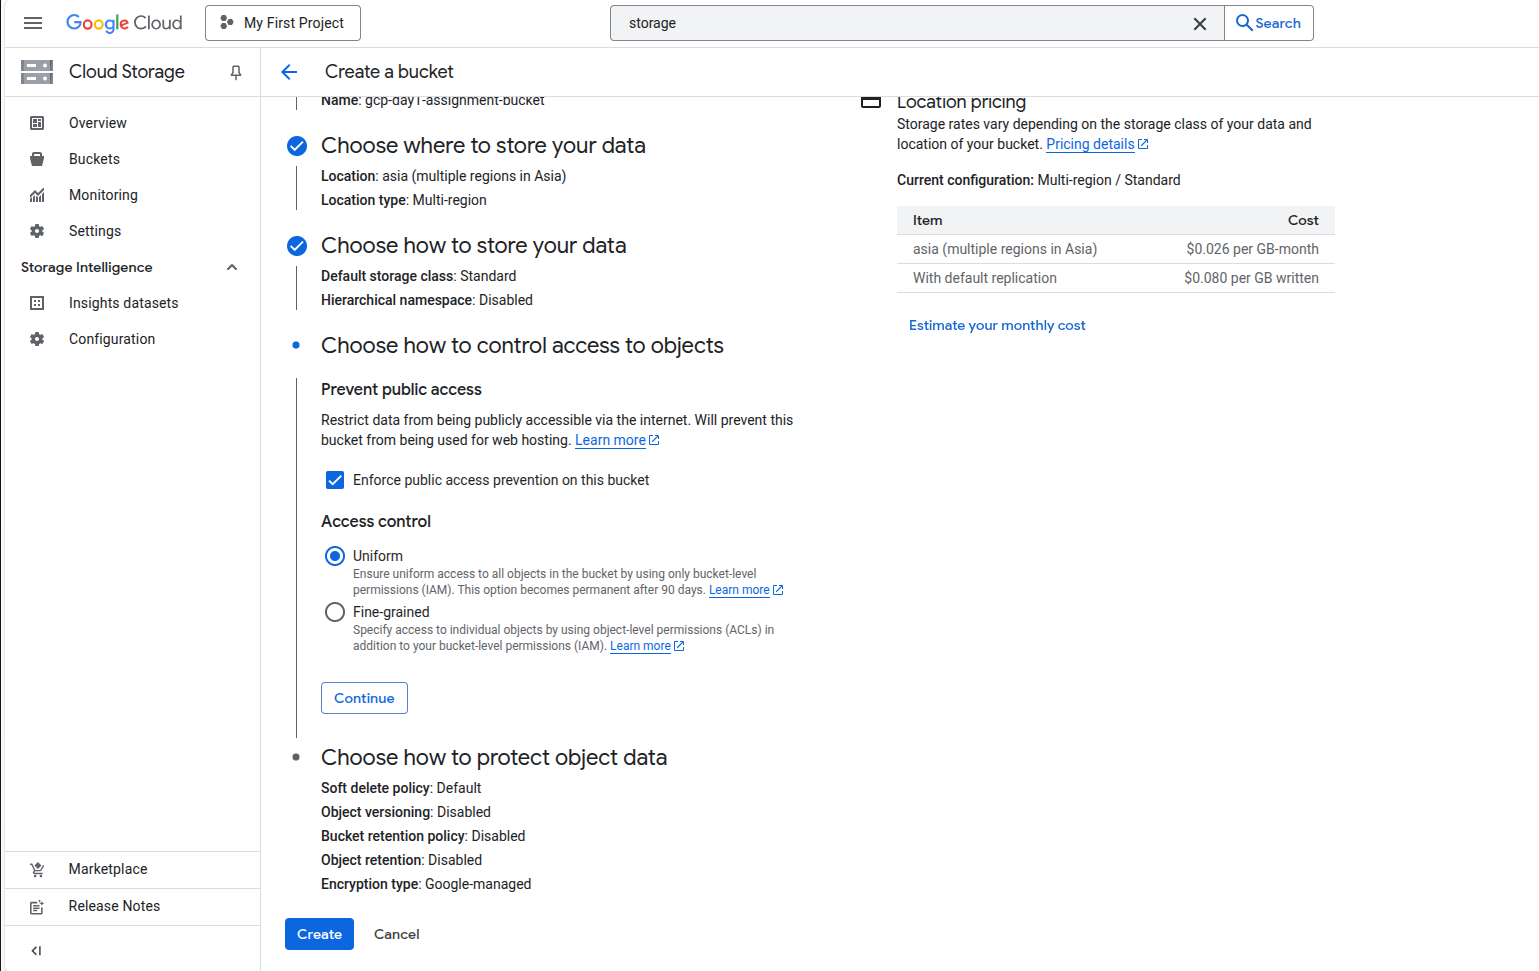 Google Cloud
My First Project
storage
Search
Cloud Storage
Create a bucket
Overview
Buckets
Monitoring
Settings
Storage Intelligence
Insights datasets
Configuration
Marketplace
Release Notes
Name: gcp-day1-assignment-bucket
Choose where to store your data
Location: asia (multiple regions in Asia)
Location type: Multi-region
Choose how to store your data
Default storage class: Standard
Hierarchical namespace: Disabled
Choose how to control access to objects
Prevent public access
Restrict data from being publicly accessible via the internet. Will prevent this
bucket from being used for web hosting. Learn more
Enforce public access prevention on this bucket
Access control
Uniform
Ensure uniform access to all objects in the bucket by using only bucket-level
permissions (IAM). This option becomes permanent after 90 days. Learn more
Fine-grained
Specify access to individual objects by using object-level permissions (ACLs) in
addition to your bucket-level permissions (IAM). Learn more
Continue
Choose how to protect object data
Soft delete policy: Default
Object versioning: Disabled
Bucket retention policy: Disabled
Object retention: Disabled
Encryption type: Google-managed
Create Cancel
Location pricing
Storage rates vary depending on the storage class of your data and
location of your bucket. Pricing details
Current configuration: Multi-region / Standard
Item Cost
asia (multiple regions in Asia) $0.026 per GB-month
With default replication $0.080 per GB written
Estimate your monthly cost